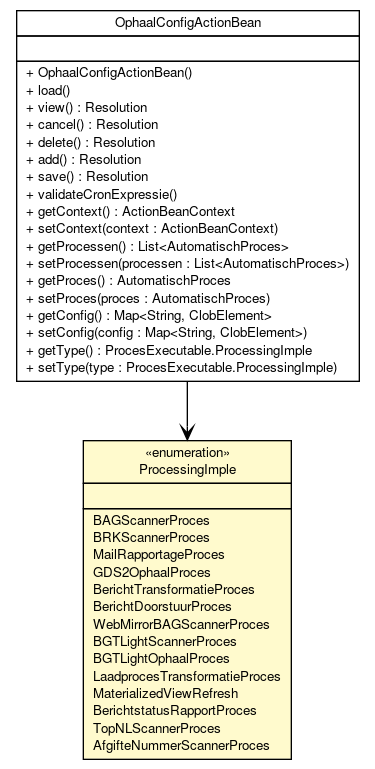 OphaalConfigActionBean
+ OphaalConfigActionBean()
+ load()
+ view() : Resolution
+ cancel() : Resolution
+ delete() : Resolution
+ add() : Resolution
+ save() : Resolution
+ validateCronExpressie()
+ getContext() : ActionBeanContext
+ setContext(context : ActionBeanContext)
+ getProcessen() : List<AutomatischProces>
+ setProcessen(processen : List<AutomatischProces>)
+ getProces() : AutomatischProces
+ setProces(proces : AutomatischProces)
+ getConfig() : Map<String, ClobElement>
+ setConfig(config : Map<String, ClobElement>)
+ getType() : ProcesExecutable.ProcessingImple
+ setType(type : ProcesExecutable.ProcessingImple)
«enumeration»
ProcessingImple
BAGScannerProces
BRKScannerProces
MailRapportageProces
GDS2OphaalProces
BerichtTransformatieProces
BerichtDoorstuurProces
WebMirrorBAGScannerProces
BGTLightScannerProces
BGTLightOphaalProces
LaadprocesTransformatieProces
MaterializedViewRefresh
BerichtstatusRapportProces
TopNLScannerProces
AfgifteNummerScannerProces